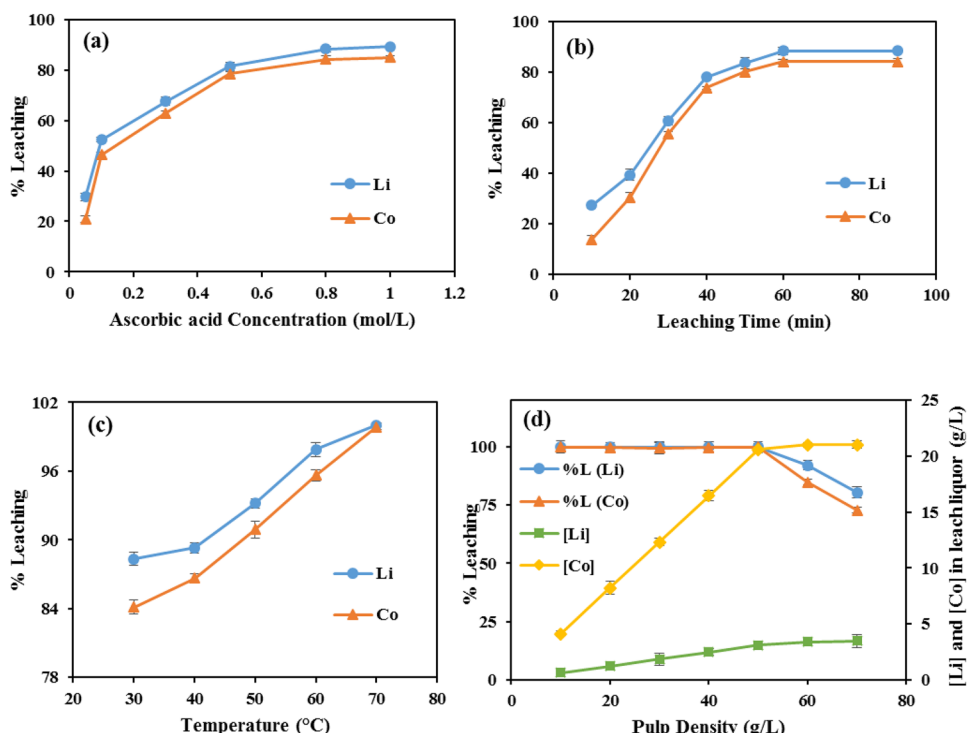 (a)
100
80
60
40
20
0
% Leaching
0 0.2 0.4 0.6 0.8 1 1.2
Ascorbic acid Concentration (mol/L)
Li
Co
(b)
100
80
60
40
20
0
% Leaching
0 20 40 60 80 100
Leaching Time (min)
Li
Co
(c)
102
96
90
84
78
% Leaching
20 30 40 50 60 70 80
Temperature (°C)
Li
Co
(d)
100
75
50
25
0
% Leaching
%L (Li)
%L (Co)
[Li]
[Co]
25
20
15
10
5
0
[Li] and [Co] in leach liquor (g/L)
0 20 40 60 80
Pulp Density (g/L)